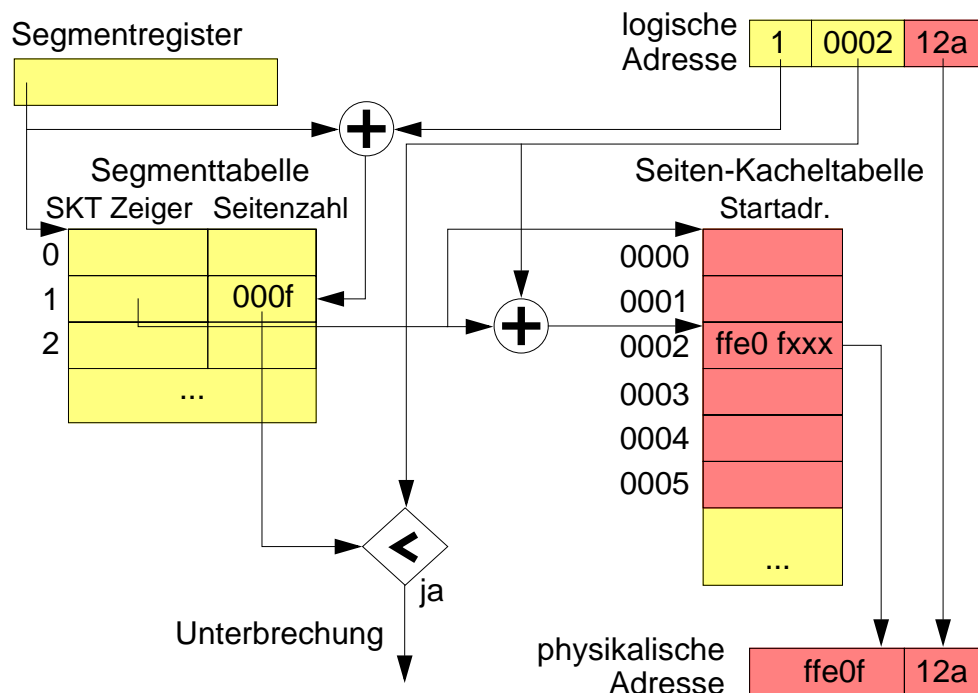 Segmentregister
logische
Adresse
1 0002 12a
+
Segmenttabelle
SKT Zeiger Seitenzahl
0
1 000f
2
...
+
Seiten-Kacheltabelle
Startadr.
0000
0001
0002 ffe0 fxxx
0003
0004
0005
...
<
ja
Unterbrechung
physikalische
Adresse
ffe0f 12a